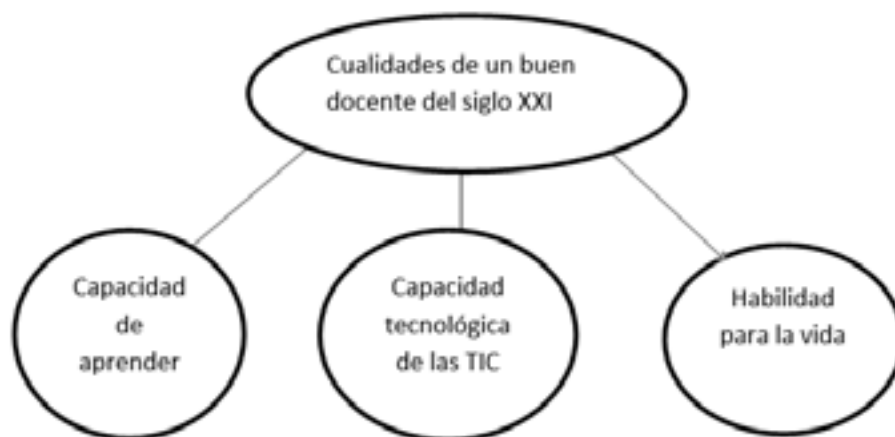 Cualidades de un buen
docente del siglo XXI
Capacidad
de
aprender
Capacidad
tecnológica
de las TIC
Habilidad
para la vida